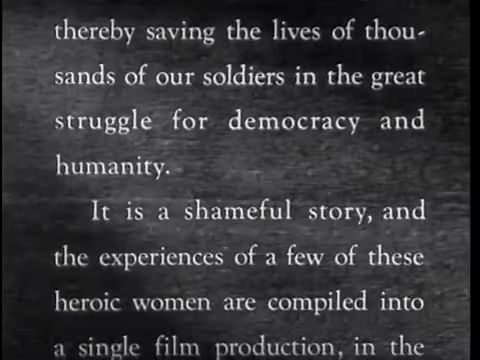 thereby saving the lives of thou-
sands of our soldiers in the great
struggle for democracy and
humanity.
It is a shameful story, and
the experiences of a few of these
heroic women are compiled into
a single film production, in the